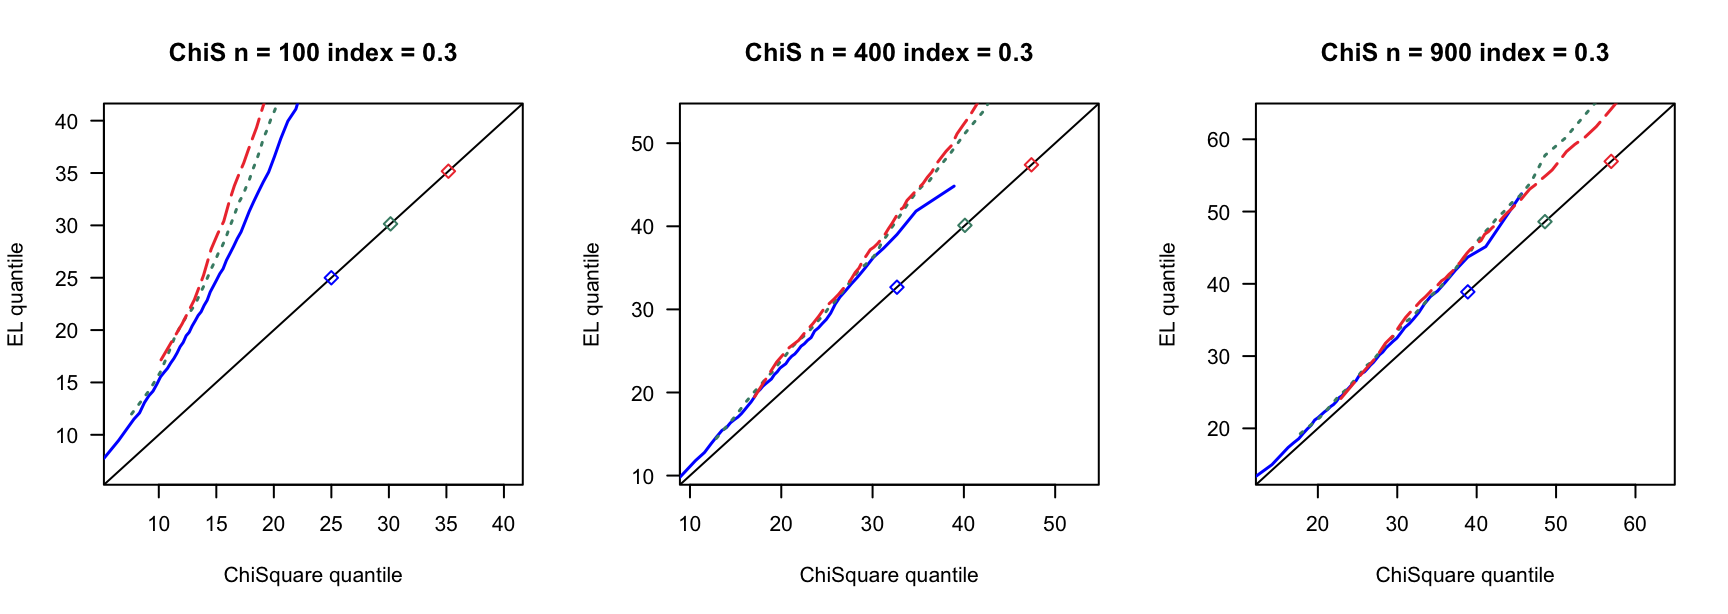 ChiS n = 100 index = 0.3
EL quantile
40
35
30
25
20
15
10
10 15 20 25 30 35 40
ChiSquare quantile
ChiS n = 400 index = 0.3
EL quantile
50
40
30
20
10
10 20 30 40 50
ChiSquare quantile
ChiS n = 900 index = 0.3
EL quantile
60
50
40
30
20
20 30 40 50 60
ChiSquare quantile